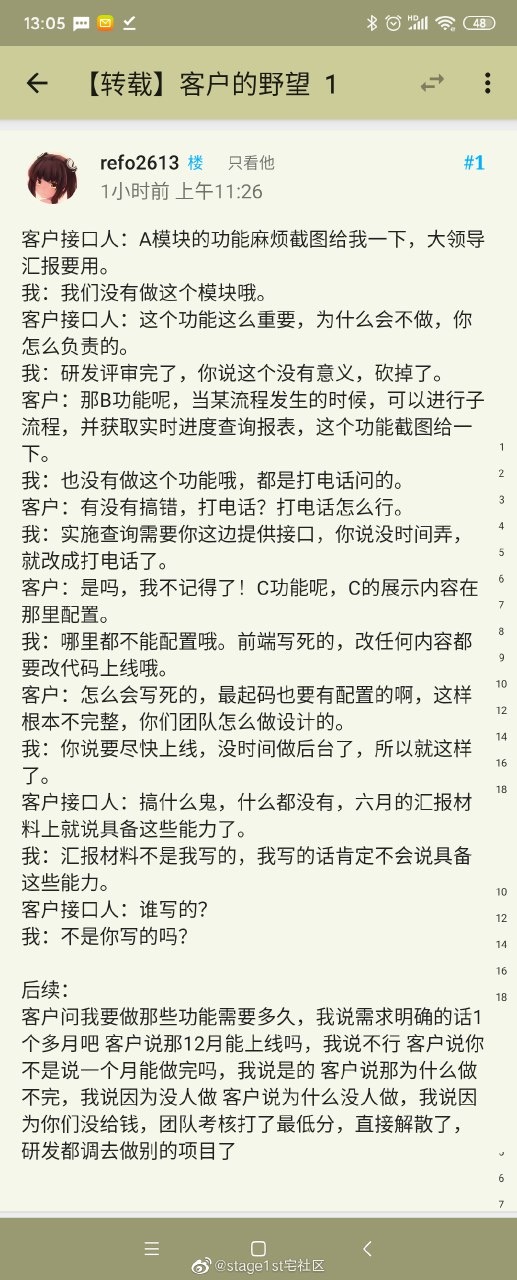 13:05
HD
48
【转载】客户的野望 1
refo2613 楼 只看他 #1
1小时前 上午11:26
客户接口人：A模块的功能麻烦截图给我一下，大领导
汇报要用。
我：我们没有做这个模块哦。
客户接口人：这个功能这么重要，为什么会不做，你
怎么负责的。
我：研发评审完了，你说这个没有意义，砍掉了。
客户：那B功能呢，当某流程发生的时候，可以进行子
流程，并获取实时进度查询报表，这个功能截图给一
下。
我：也没有做这个功能哦，都是打电话问的。
客户：有没有搞错，打电话？打电话怎么行。
我：实施查询需要你这边提供接口，你说没时间弄，
就改成打电话了。
客户：是吗，我不记得了！C功能呢，C的展示内容在
那里配置。
我：哪里都不能配置哦。前端写死的，改任何内容都
要改代码上线哦。
客户：怎么会写死的，最起码也要有配置的啊，这样
根本不完整，你们团队怎么做设计的。
我：你说要尽快上线，没时间做后台了，所以就这样
了。
客户接口人：搞什么鬼，什么都没有，六月的汇报材
料上就说具备这些能力了。
我：汇报材料不是我写的，我写的话肯定不会说具备
这些能力。
客户接口人：谁写的？
我：不是你写的吗？
后续：
客户问我要做那些功能需要多久，我说需求明确的话1
个多月吧 客户说那12月能上线吗，我说不行 客户说你
不是说一个月能做完吗，我说是的 客户说那为什么做
不完，我说因为没人做 客户说为什么没人做，我说因
为你们没给钱，团队考核打了最低分，直接解散了，
研发都调去做别的项目了
1
2
3
4
5
6
7
8
9
10
12
14
16
18
10
12
14
16
18
6
7
@stage1st宅社区